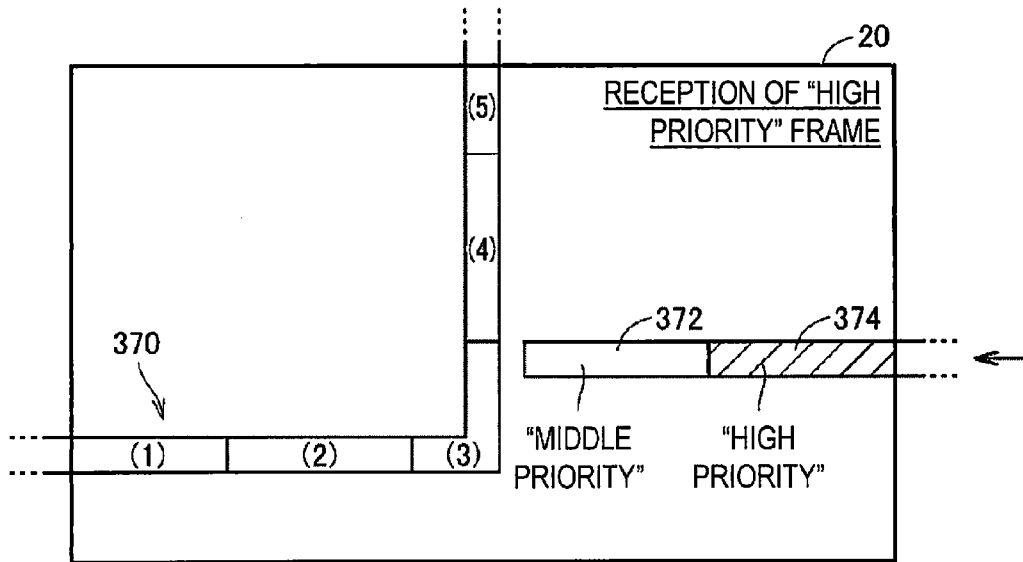 20
RECEPTION OF “HIGH
PRIORITY” FRAME
(5)
(4)
372
374
370
(1)
(2)
(3)
“MIDDLE
PRIORITY”
“HIGH
PRIORITY”